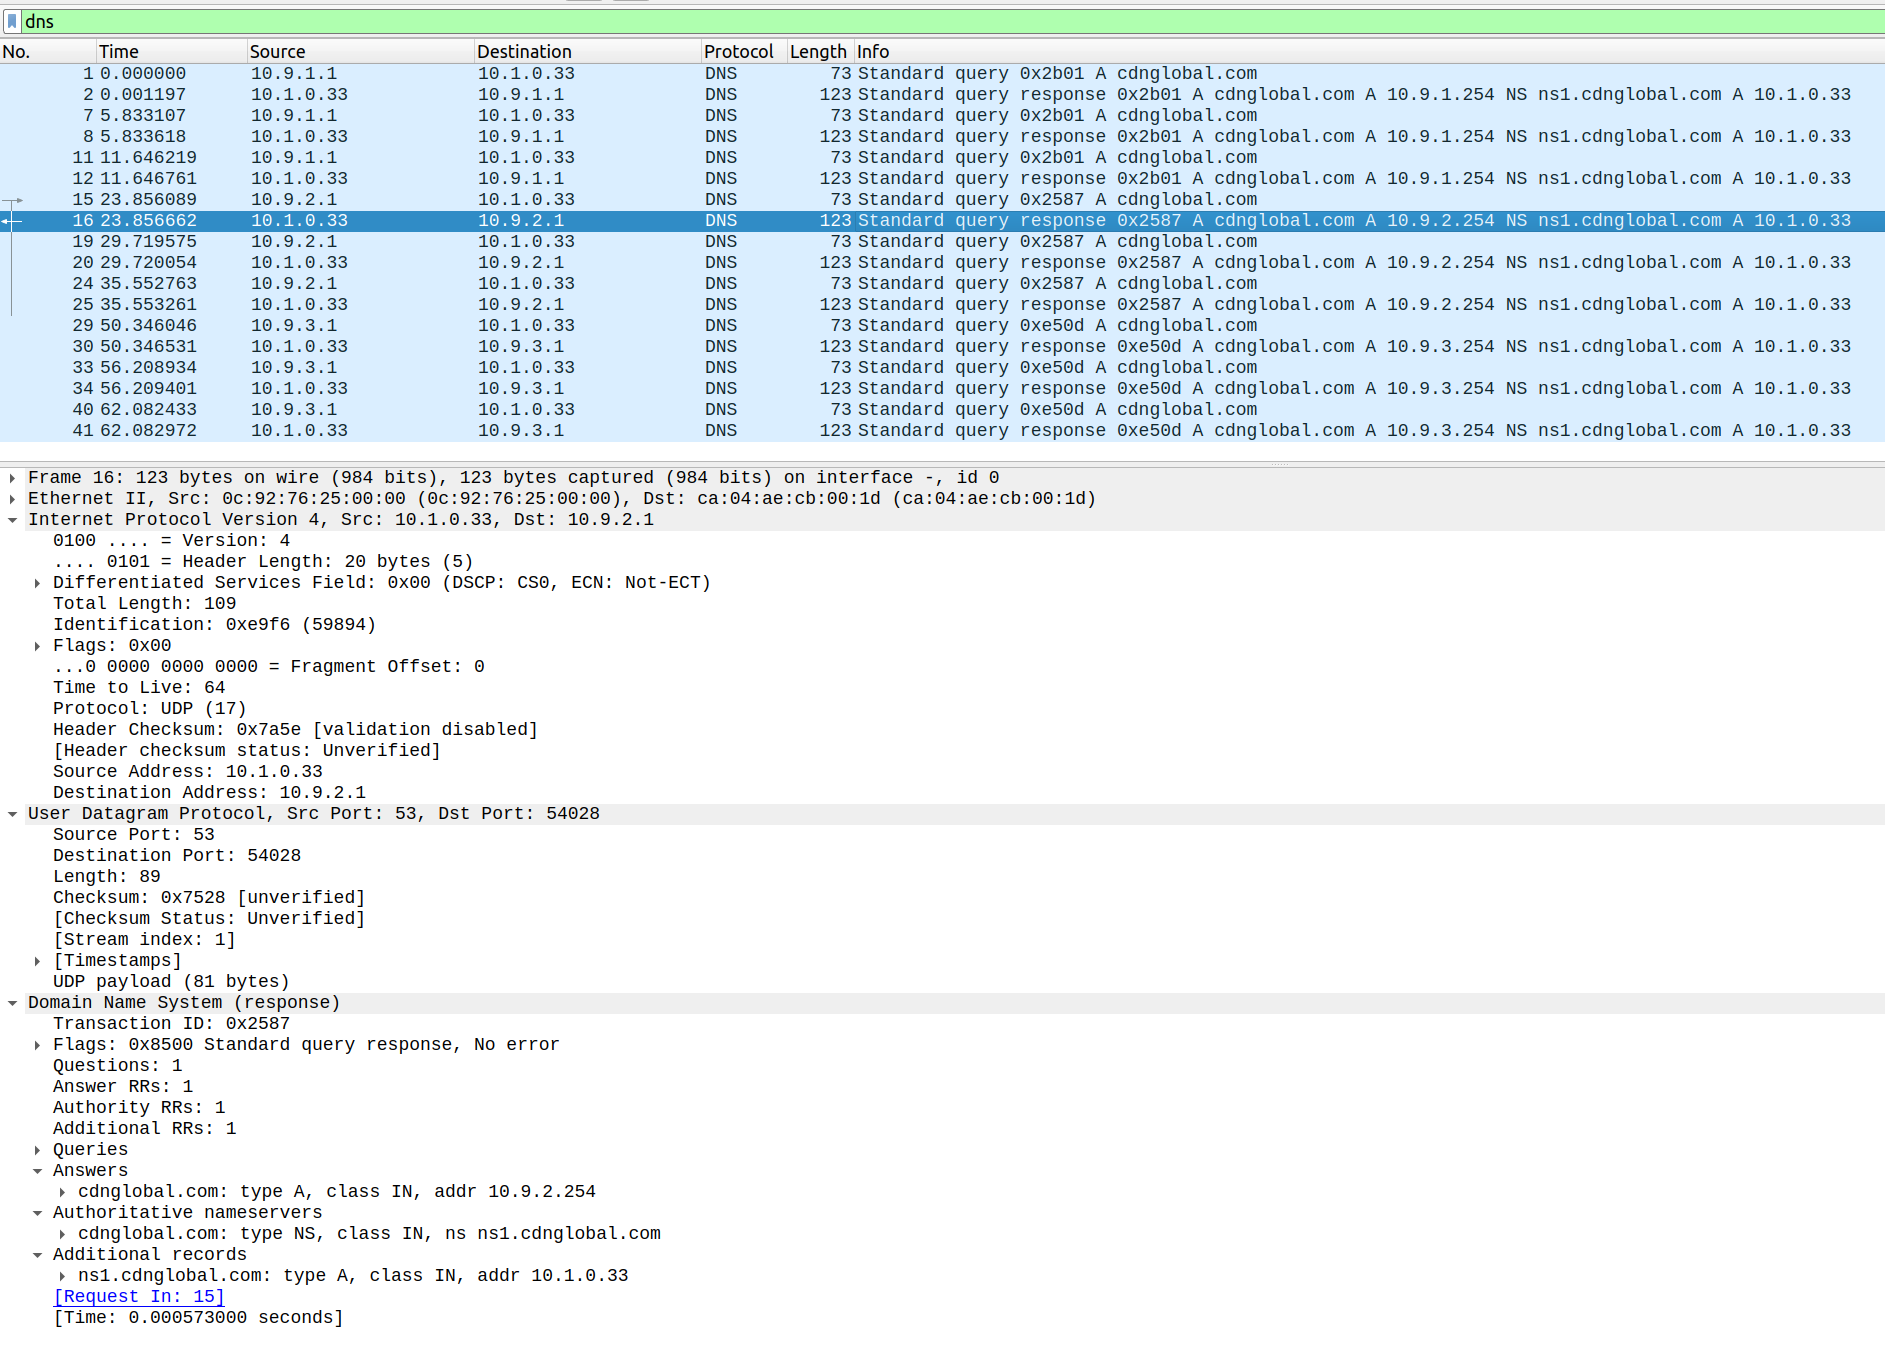 dns
No. Time Source Destination Protocol Length Info
1 0.000000 10.9.1.1 10.1.0.33 DNS 73 Standard query 0x2b01 A cdnglobal.com
2 0.001197 10.1.0.33 10.9.1.1 DNS 123 Standard query response 0x2b01 A cdnglobal.com A 10.9.1.254 NS ns1.cdnglobal.com A 10.1.0.33
7 5.833107 10.9.1.1 10.1.0.33 DNS 73 Standard query 0x2b01 A cdnglobal.com
8 5.833618 10.1.0.33 10.9.1.1 DNS 123 Standard query response 0x2b01 A cdnglobal.com A 10.9.1.254 NS ns1.cdnglobal.com A 10.1.0.33
11 11.646219 10.9.1.1 10.1.0.33 DNS 73 Standard query 0x2b01 A cdnglobal.com
12 11.646761 10.1.0.33 10.9.1.1 DNS 123 Standard query response 0x2b01 A cdnglobal.com A 10.9.1.254 NS ns1.cdnglobal.com A 10.1.0.33
15 23.856089 10.9.2.1 10.1.0.33 DNS 73 Standard query 0x2587 A cdnglobal.com
16 23.856662 10.1.0.33 10.9.2.1 DNS 123 Standard query response 0x2587 A cdnglobal.com A 10.9.2.254 NS ns1.cdnglobal.com A 10.1.0.33
19 29.719575 10.9.2.1 10.1.0.33 DNS 73 Standard query 0x2587 A cdnglobal.com
20 29.720054 10.1.0.33 10.9.2.1 DNS 123 Standard query response 0x2587 A cdnglobal.com A 10.9.2.254 NS ns1.cdnglobal.com A 10.1.0.33
24 35.552763 10.9.2.1 10.1.0.33 DNS 73 Standard query 0x2587 A cdnglobal.com
25 35.553261 10.1.0.33 10.9.2.1 DNS 123 Standard query response 0x2587 A cdnglobal.com A 10.9.2.254 NS ns1.cdnglobal.com A 10.1.0.33
29 50.346046 10.9.3.1 10.1.0.33 DNS 73 Standard query 0xe50d A cdnglobal.com
30 50.346531 10.1.0.33 10.9.3.1 DNS 123 Standard query response 0xe50d A cdnglobal.com A 10.9.3.254 NS ns1.cdnglobal.com A 10.1.0.33
33 56.208934 10.9.3.1 10.1.0.33 DNS 73 Standard query 0xe50d A cdnglobal.com
34 56.209401 10.1.0.33 10.9.3.1 DNS 123 Standard query response 0xe50d A cdnglobal.com A 10.9.3.254 NS ns1.cdnglobal.com A 10.1.0.33
40 62.082433 10.9.3.1 10.1.0.33 DNS 73 Standard query 0xe50d A cdnglobal.com
41 62.082972 10.1.0.33 10.9.3.1 DNS 123 Standard query response 0xe50d A cdnglobal.com A 10.9.3.254 NS ns1.cdnglobal.com A 10.1.0.33
Frame 16: 123 bytes on wire (984 bits), 123 bytes captured (984 bits) on interface -, id 0
Ethernet II, Src: 0c:92:76:25:00:00 (0c:92:76:25:00:00), Dst: ca:04:ae:cb:00:1d (ca:04:ae:cb:00:1d)
Internet Protocol Version 4, Src: 10.1.0.33, Dst: 10.9.2.1
0100 .... = Version: 4
.... 0101 = Header Length: 20 bytes (5)
Differentiated Services Field: 0x00 (DSCP: CS0, ECN: Not-ECT)
Total Length: 109
Identification: 0xe9f6 (59894)
Flags: 0x00
...0 0000 0000 0000 = Fragment Offset: 0
Time to Live: 64
Protocol: UDP (17)
Header Checksum: 0x7a5e [validation disabled]
[Header checksum status: Unverified]
Source Address: 10.1.0.33
Destination Address: 10.9.2.1
User Datagram Protocol, Src Port: 53, Dst Port: 54028
Source Port: 53
Destination Port: 54028
Length: 89
Checksum: 0x7528 [unverified]
[Checksum Status: Unverified]
[Stream index: 1]
[Timestamps]
UDP payload (81 bytes)
Domain Name System (response)
Transaction ID: 0x2587
Flags: 0x8500 Standard query response, No error
Questions: 1
Answer RRs: 1
Authority RRs: 1
Additional RRs: 1
Queries
Answers
cdnglobal.com: type A, class IN, addr 10.9.2.254
Authoritative nameservers
cdnglobal.com: type NS, class IN, ns ns1.cdnglobal.com
Additional records
ns1.cdnglobal.com: type A, class IN, addr 10.1.0.33
[Request In: 15]
[Time: 0.000573000 seconds]